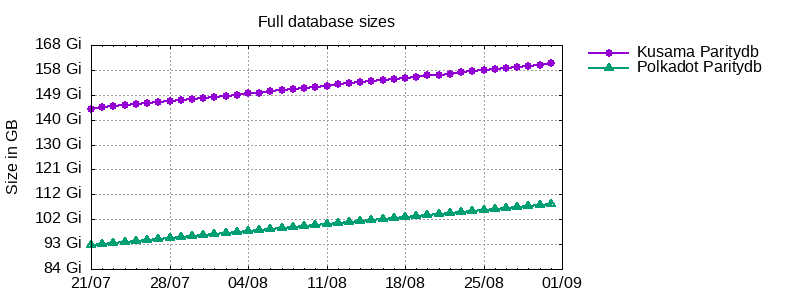 Full database sizes
168 Gi
158 Gi
149 Gi
140 Gi
130 Gi
121 Gi
112 Gi
102 Gi
93 Gi
84 Gi
Size in GB
21/07 28/07 04/08 11/08 18/08 25/08 01/09
Kusama Paritydb
Polkadot Paritydb